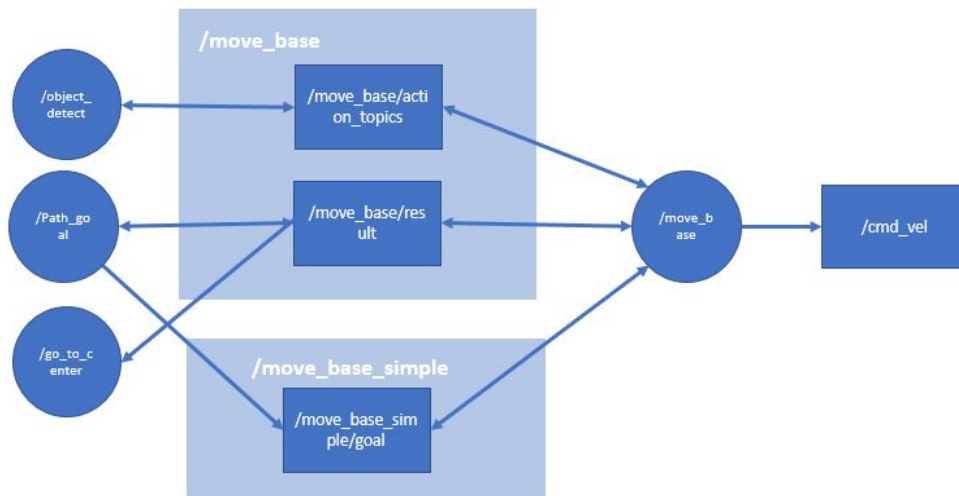 /move_base
/object_
detect
/move_base/acti
on_topics
/Path_go
al
/move_base/res
ult
/move_b
ase
/cmd_vel
/go_to_c
enter
/move_base_simple
/move_base_sim
ple/goal